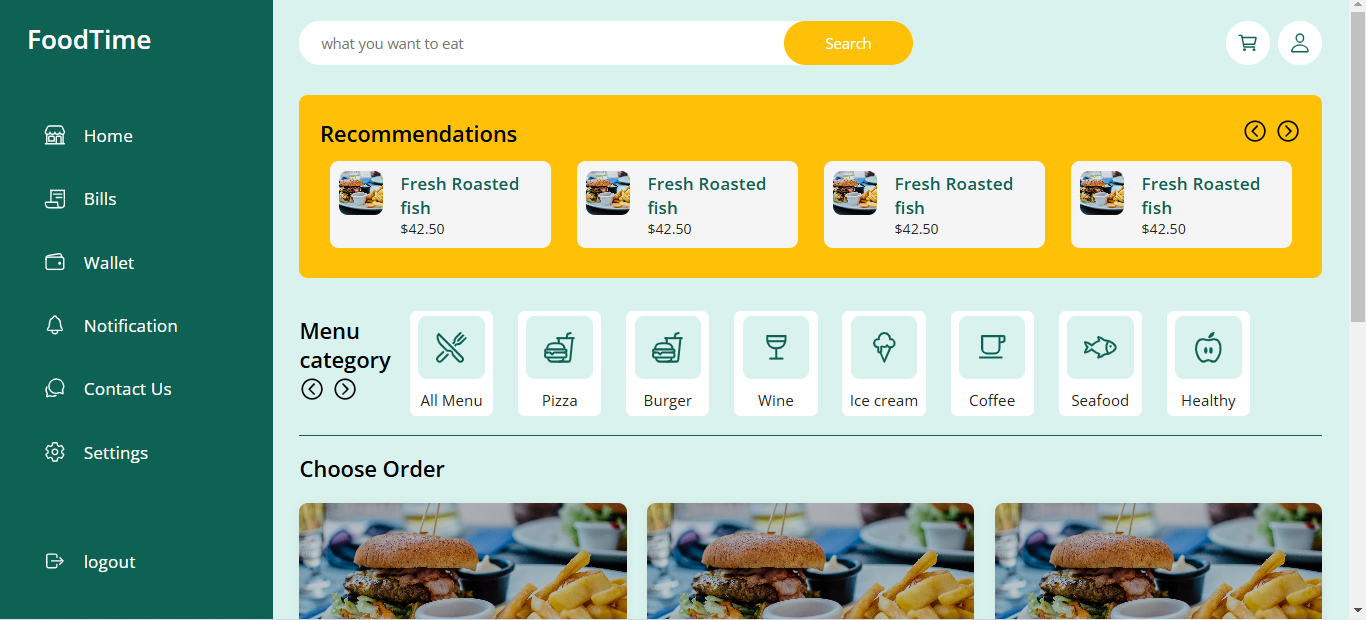 FoodTime
Home
Bills
Wallet
Notification
Contact Us
Settings
logout
what you want to eat
Search
Recommendations
Fresh Roasted
fish
$42.50
Fresh Roasted
fish
$42.50
Fresh Roasted
fish
$42.50
Fresh Roasted
fish
$42.50
Menu
category
All Menu
Pizza
Burger
Wine
Ice cream
Coffee
Seafood
Healthy
Choose Order